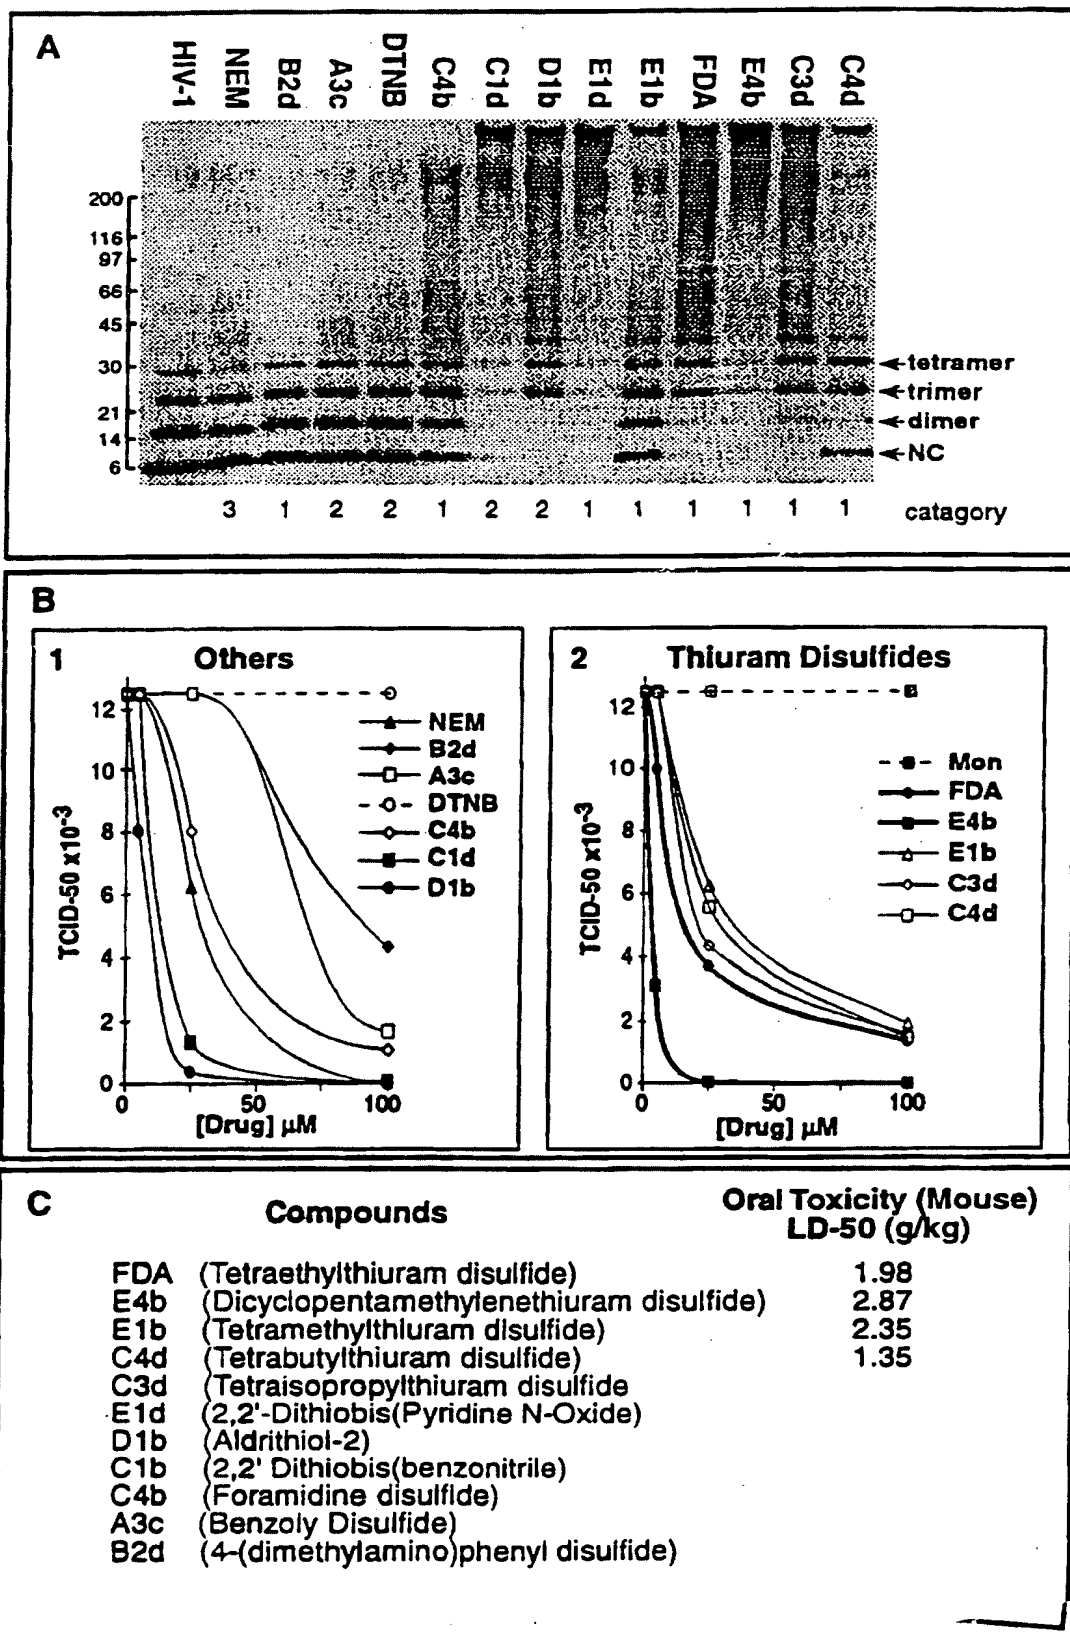 A
HIV-1 NEM B2d A3c DTNB C4b C1d D1b E1d E1b FDA E4b C3d C4d
200
116
97
66
45
30
21
14
6
tetramer
trimer
dimer
NC
3 1 2 2 1 2 2 1 1 1 1 1 1 catagory
B
1 Others
TCID-50 x10-3
12
10
8
6
4
2
0
0 50 100
[Drug] µM
NEM
B2d
A3c
DTNB
C4b
C1d
D1b
2 Thiuram Disulfides
TCID-50 x10-3
12
10
8
6
4
2
0
0 50 100
[Drug] µM
Mon
FDA
E4b
E1b
C3d
C4d
C
Compounds
Oral Toxicity (Mouse)
LD-50 (g/kg)
FDA (Tetraethylthiuram disulfide) 1.98
E4b (Dicyclopentamethylenethiuram disulfide) 2.87
E1b (Tetramethylthiuram disulfide) 2.35
C4d (Tetrabutylthiuram disulfide) 1.35
C3d (Tetraisopropylthiuram disulfide
E1d (2,2'-Dithiobis(Pyridine N-Oxide)
D1b (Aldrithiol-2)
C1b (2,2' Dithiobis(benzonitrile)
C4b (Foramidine disulfide)
A3c (Benzoly Disulfide)
B2d (4-(dimethylamino)phenyl disulfide)